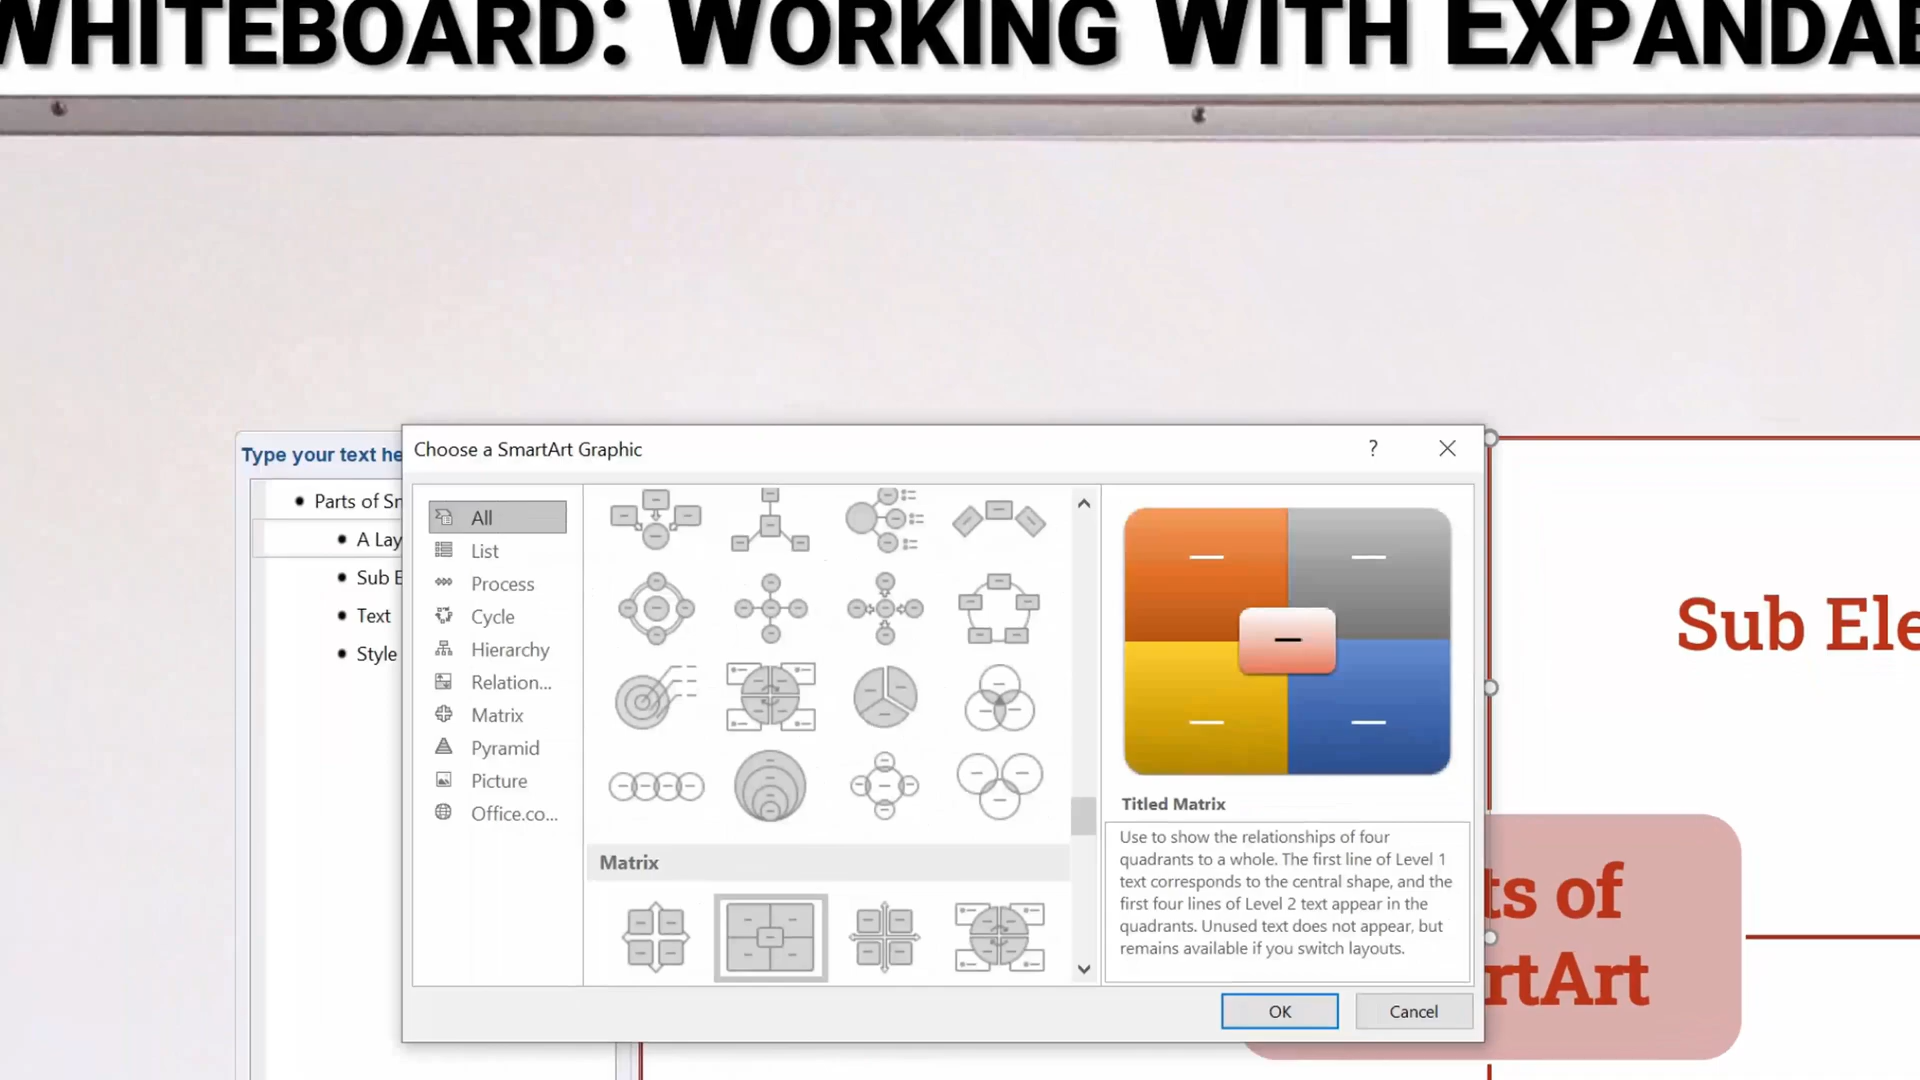 WHITEBOARD: WORKING WITH EXPANDAB
Type your text he
Parts of Sm
A Lay
Sub E
Text
Style
Choose a SmartArt Graphic
?
All
List
Process
Cycle
Hierarchy
Relation...
Matrix
Pyramid
Picture
Office.co...
Matrix
Titled Matrix
Use to show the relationships of four
quadrants to a whole. The first line of Level 1
text corresponds to the central shape, and the
first four lines of Level 2 text appear in the
quadrants. Unused text does not appear, but
remains available if you switch layouts.
OK
Cancel
Sub Ele
ts of
rtArt